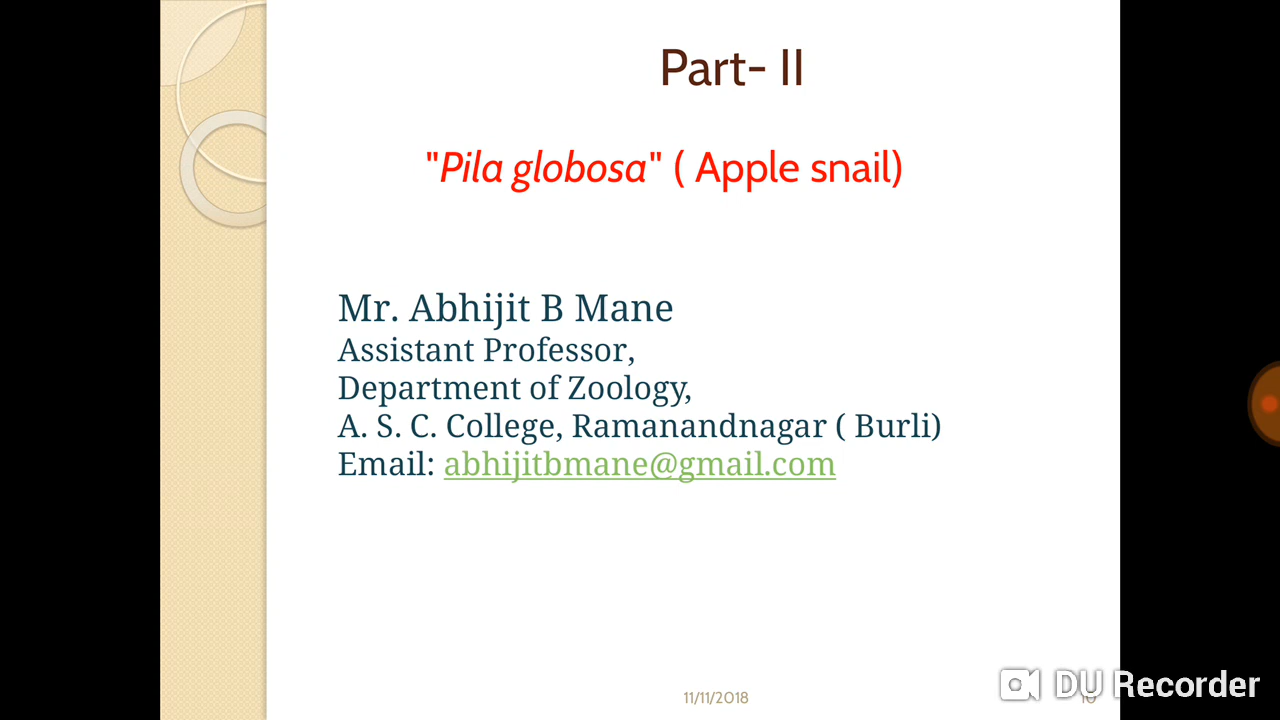 Part- II
"Pila globosa" ( Apple snail)
Mr. Abhijit B Mane
Assistant Professor,
Department of Zoology,
A. S. C. College, Ramanandnagar ( Burli)
Email: abhijitbmane@gmail.com
11/11/2018
DU Recorder